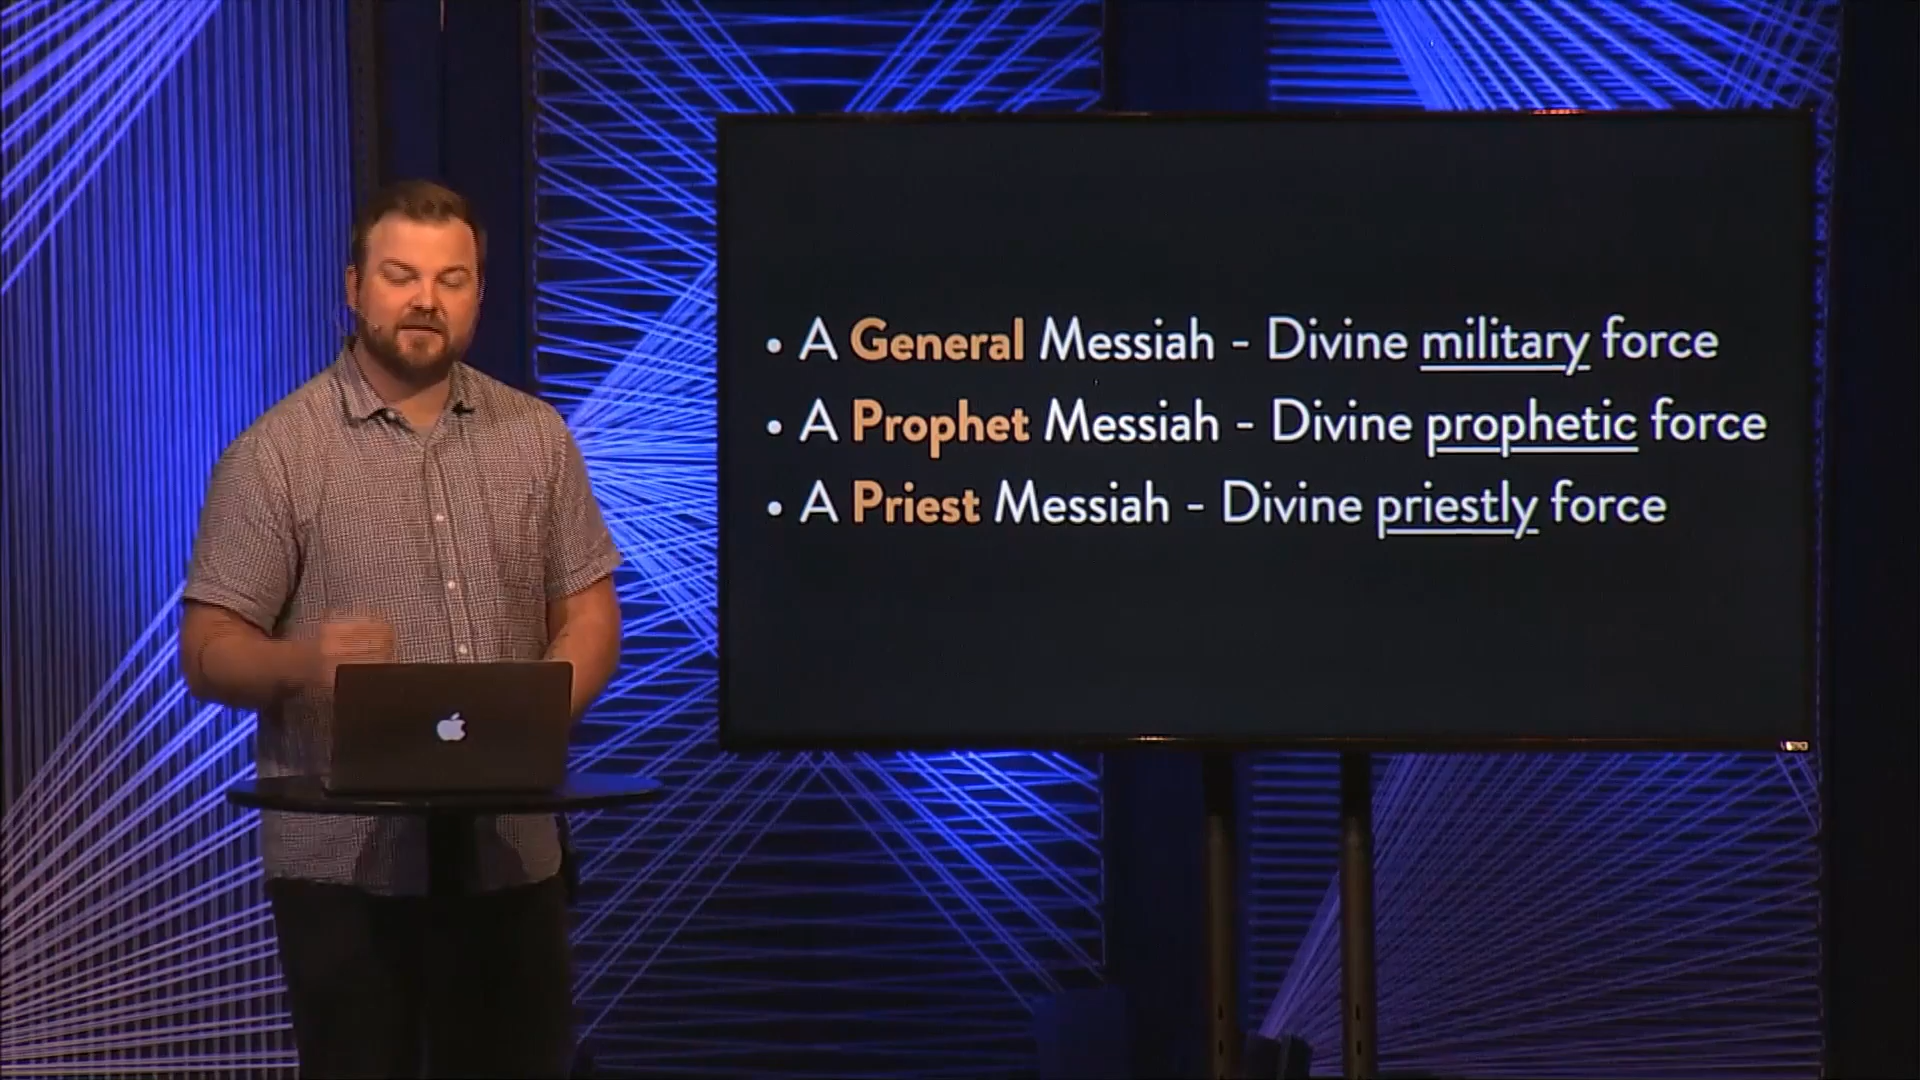 • A General Messiah - Divine military force
• A Prophet Messiah - Divine prophetic force
• A Priest Messiah - Divine priestly force